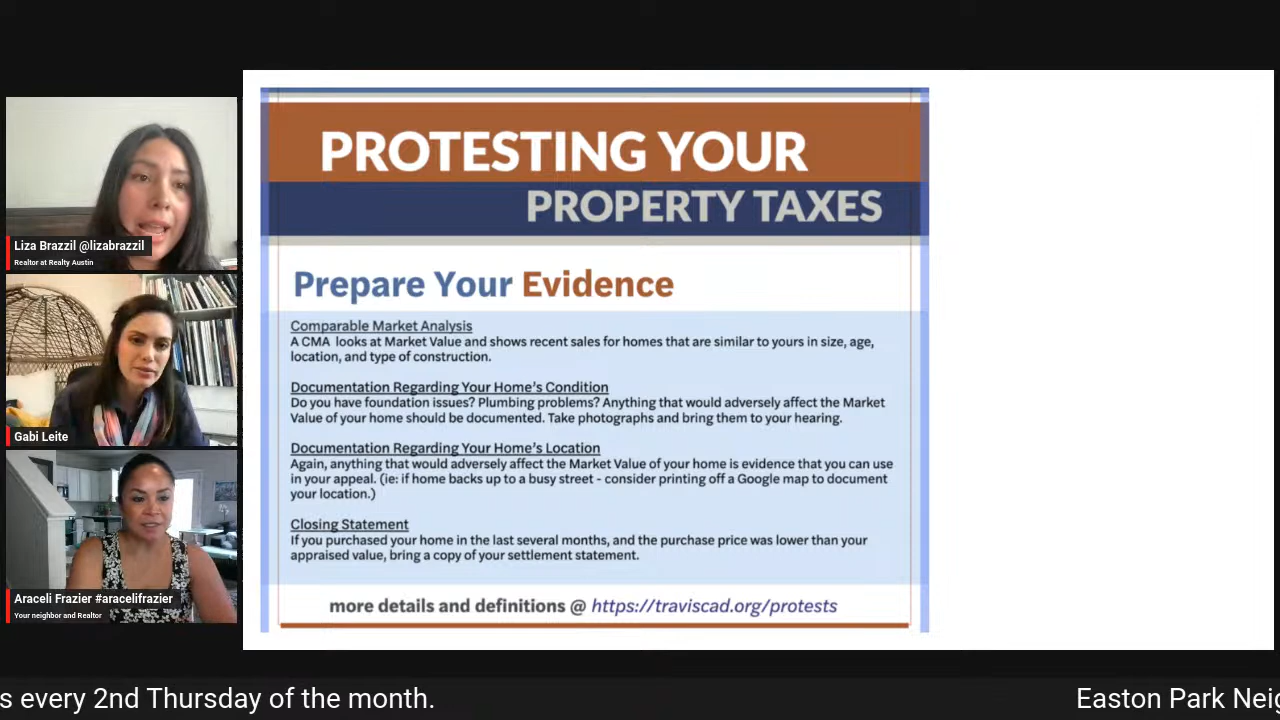 Liza Brazzil @lizabrazzil
Realtor at Realty Austin
Gabi Leite
Araceli Frazier #aracelifrazier
Your neighbor and Realtor
PROTESTING YOUR
PROPERTY TAXES
Prepare Your Evidence
Comparable Market Analysis
A CMA looks at Market Value and shows recent sales for homes that are similar to yours in size, age,
location, and type of construction.
Documentation Regarding Your Home's Condition
Do you have foundation issues? Plumbing problems? Anything that would adversely affect the Market
Value of your home should be documented. Take photographs and bring them to your hearing.
Documentation Regarding Your Home's Location
Again, anything that would adversely affect the Market Value of your home is evidence that you can use
in your appeal. (ie: if home backs up to a busy street - consider printing off a Google map to document
your location.)
Closing Statement
If you purchased your home in the last several months, and the purchase price was lower than your
appraised value, bring a copy of your settlement statement.
more details and definitions @ https://traviscad.org/protests
s every 2nd Thursday of the month.
Easton Park Neig